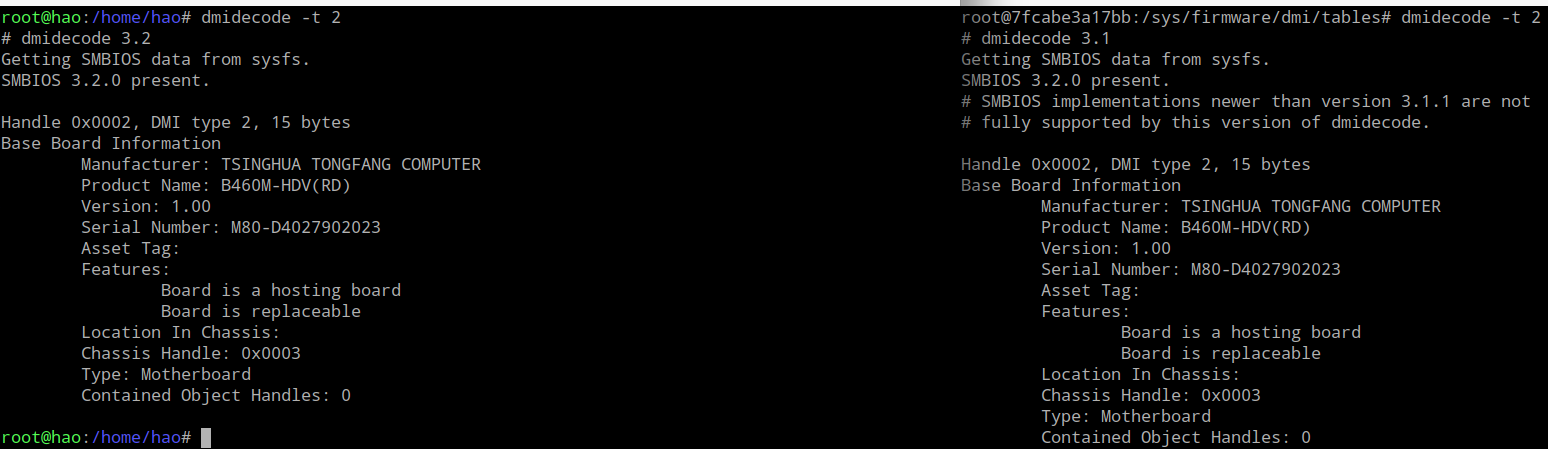 root@hao:/home/hao# dmidecode -t 2
# dmidecode 3.2
Getting SMBIOS data from sysfs.
SMBIOS 3.2.0 present.

Handle 0x0002, DMI type 2, 15 bytes
Base Board Information
        Manufacturer: TSINGHUA TONGFANG COMPUTER
        Product Name: B460M-HDV(RD)
        Version: 1.00
        Serial Number: M80-D4027902023
        Asset Tag:
        Features:
                Board is a hosting board
                Board is replaceable
        Location In Chassis:
        Chassis Handle: 0x0003
        Type: Motherboard
        Contained Object Handles: 0

root@hao:/home/hao#
root@7fcabe3a17bb:/sys/firmware/dmi/tables# dmidecode -t 2
# dmidecode 3.1
Getting SMBIOS data from sysfs.
SMBIOS 3.2.0 present.
# SMBIOS implementations newer than version 3.1.1 are not
# fully supported by this version of dmidecode.

Handle 0x0002, DMI type 2, 15 bytes
Base Board Information
        Manufacturer: TSINGHUA TONGFANG COMPUTER
        Product Name: B460M-HDV(RD)
        Version: 1.00
        Serial Number: M80-D4027902023
        Asset Tag:
        Features:
                Board is a hosting board
                Board is replaceable
        Location In Chassis:
        Chassis Handle: 0x0003
        Type: Motherboard
        Contained Object Handles: 0